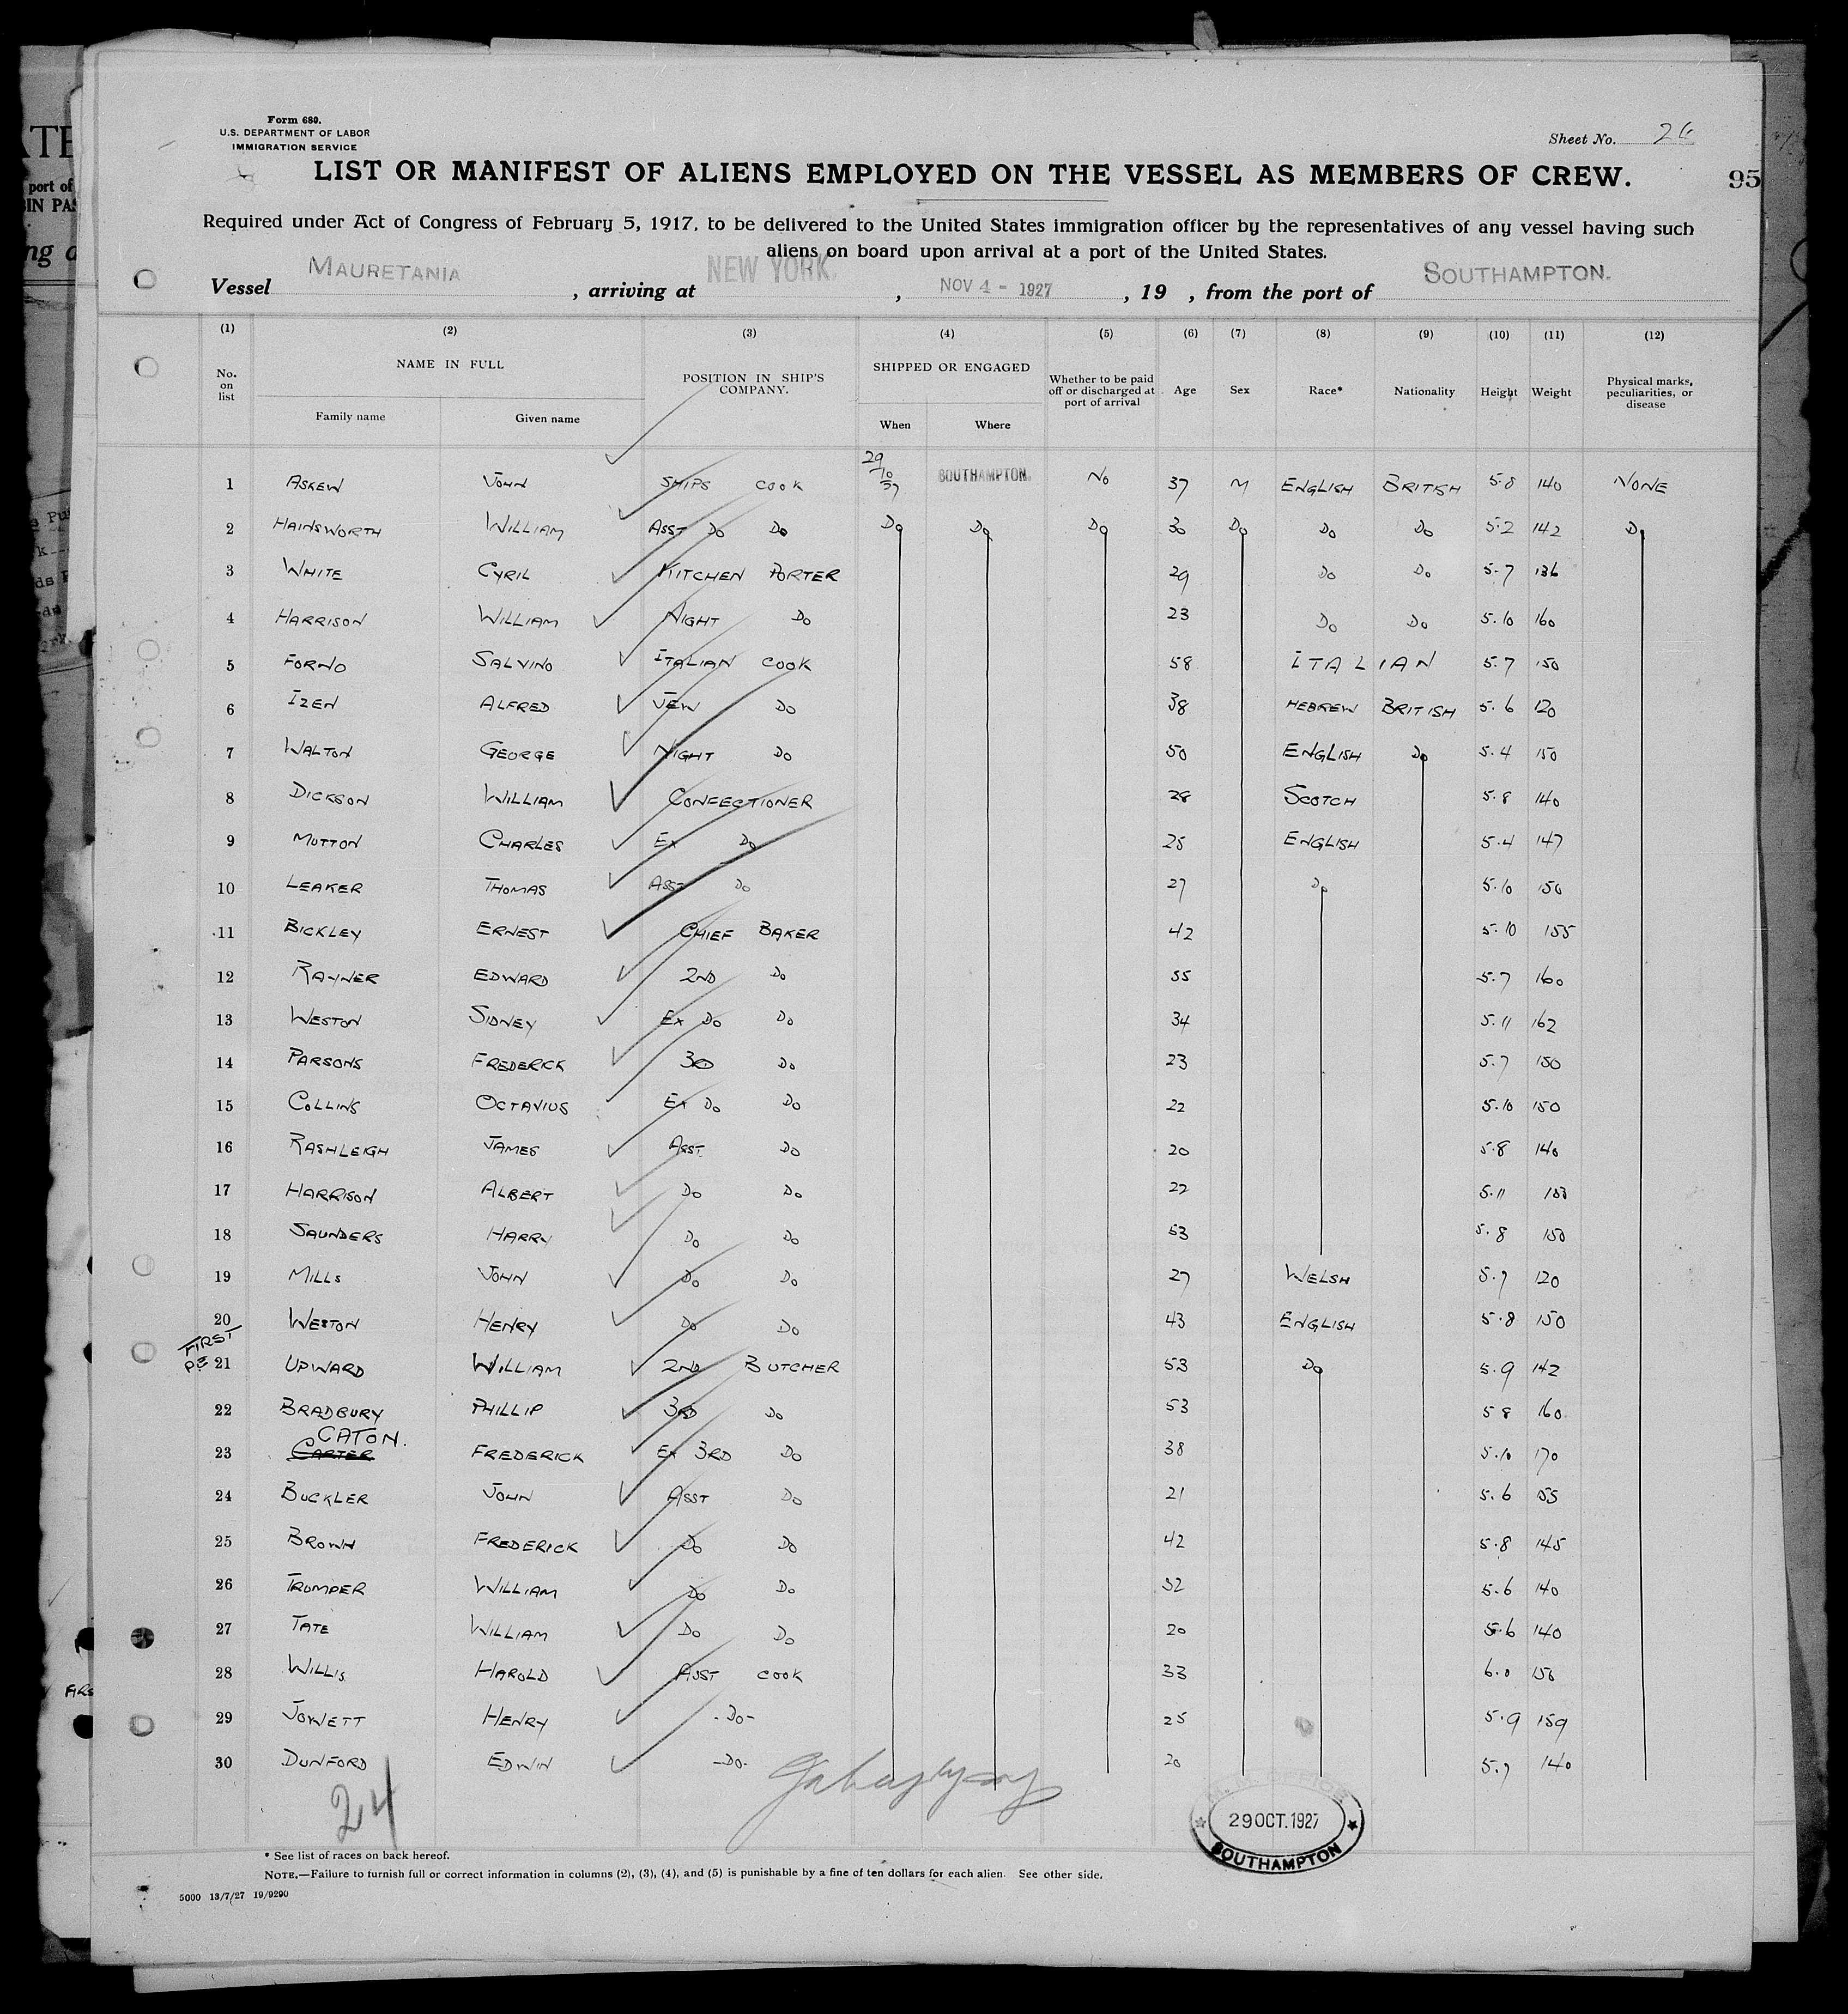 Form 680.
U.S. DEPARTMENT OF LABOR
IMMIGRATION SERVICE
Sheet No.
LIST OR MANIFEST OF ALIENS EMPLOYED ON THE VESSEL AS MEMBERS OF CREW.
95
Required under Act of Congress of February 5, 1917, to be delivered to the United States immigration officer by the representatives of any vessel having such
aliens on board upon arrival at a port of the United States.
Vessel MAURETANIA, arriving at NEW YORK, NOV 4 - 1927, 19 , from the port of SOUTHAMPTON.
(1) (2) (3) (4) (5) (6) (7) (8) (9) (10) (11) (12)
No. on list NAME IN FULL Family name Given name POSITION IN SHIP'S COMPANY. SHIPPED OR ENGAGED When Where Whether to be paid off or discharged at port of arrival Age Sex Race* Nationality Height Weight Physical marks, peculiarities, or disease
1 ASKEW JOHN SHIPS COOK 29/10/27 SOUTHAMPTON. NO 37 M ENGLISH BRITISH 5.8 140 NONE
2 HAINSWORTH WILLIAM ASST DO DO DO DO DO 30 DO DO DO 5.2 142 DO
3 WHITE CYRIL KITCHEN PORTER 29 DO DO 5.7 136
4 HARRISON WILLIAM NIGHT DO 23 DO DO 5.10 160
5 FORNO SALVINO ITALIAN COOK 58 ITALIAN 5.7 150
6 IZEN ALFRED JEW DO 38 HEBREW BRITISH 5.6 120
7 WALTON GEORGE NIGHT DO 50 ENGLISH DO 5.4 150
8 DICKSON WILLIAM CONFECTIONER 28 SCOTCH 5.8 140
9 MUTTON CHARLES EX DO 25 ENGLISH 5.4 147
10 LEAKER THOMAS ASST DO 27 DO 5.10 150
11 BICKLEY ERNEST CHIEF BAKER 42 5.10 155
12 RAYNER EDWARD 2ND DO 55 5.7 160
13 WESTON SIDNEY EX DO DO 34 5.11 162
14 PARSONS FREDERICK 3RD DO 23 5.7 150
15 COLLINS OCTAVIUS EX DO DO 22 5.10 150
16 RASHLEIGH JAMES ASST. DO 20 5.8 140
17 HARRISON ALBERT DO DO 22 5.11
18 SAUNDERS HARRY DO DO 53 5.8 150
19 MILLS JOHN DO DO 27 WELSH 5.7 120
20 WESTON HENRY DO DO 43 ENGLISH 5.8 150
FIRST
21 UPWARD WILLIAM 2ND BUTCHER 53 DO 5.9 142
22 BRADBURY PHILLIP 3RD DO 53 5 8 160
CATON.
23 CARTER FREDERICK EX 3RD DO 38 5.10 170
24 BUCKLER JOHN ASST DO 21 5.6 155
25 BROWN FREDERICK DO DO 42 5.8 145
26 TROMPER WILLIAM DO DO 32 5.6 140
27 TATE WILLIAM DO DO 20 5.6 140
28 WILLIS HAROLD ASST COOK 33 6.0 150
29 JOWETT HENRY -DO- 25 5.9 159
30 DUNFORD EDWIN -DO- 20 5.7 140
24
29 OCT. 1927
SOUTHAMPTON
* See list of races on back hereof.
NOTE.—Failure to furnish full or correct information in columns (2), (3), (4), and (5) is punishable by a fine of ten dollars for each alien. See other side.
5000 13/7/27 19/9290